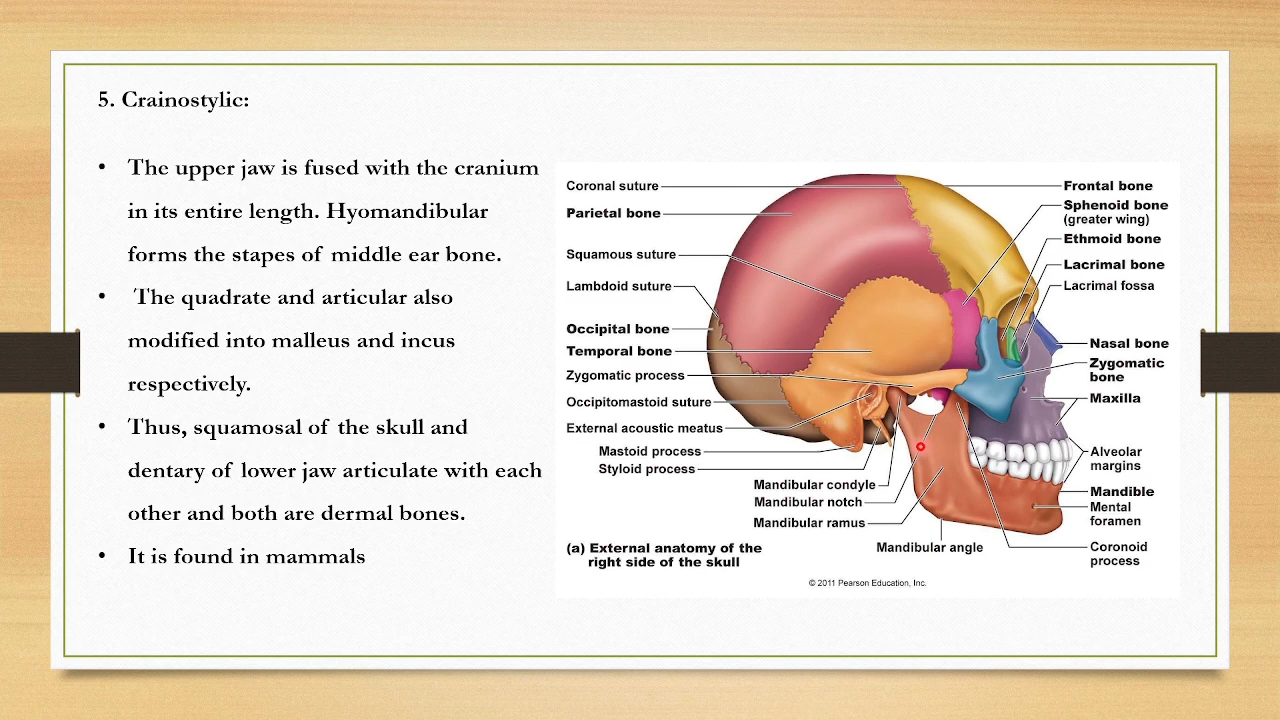 5. Crainostylic:
• The upper jaw is fused with the cranium
in its entire length. Hyomandibular
forms the stapes of middle ear bone.
• The quadrate and articular also
modified into malleus and incus
respectively.
• Thus, squamosal of the skull and
dentary of lower jaw articulate with each
other and both are dermal bones.
• It is found in mammals
Coronal suture
Parietal bone
Squamous suture
Lambdoid suture
Occipital bone
Temporal bone
Zygomatic process
Occipitomastoid suture
External acoustic meatus
Mastoid process
Styloid process
Mandibular condyle
Mandibular notch
Mandibular ramus
Mandibular angle
Frontal bone
Sphenoid bone
(greater wing)
Ethmoid bone
Lacrimal bone
Lacrimal fossa
Nasal bone
Zygomatic
bone
Maxilla
Alveolar
margins
Mandible
Mental
foramen
Coronoid
process
(a) External anatomy of the
right side of the skull
© 2011 Pearson Education, Inc.